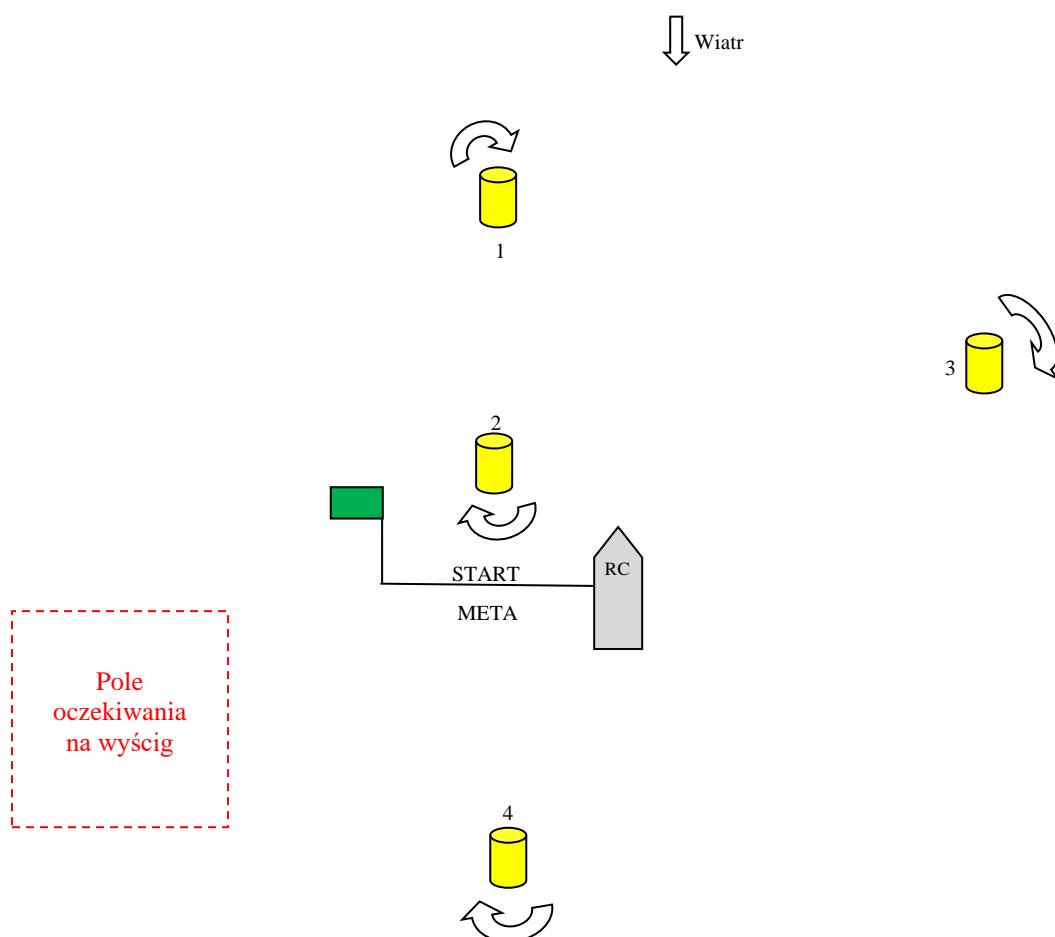 Wiatr
1
3
2
RC
START
META
Pole
oczekiwania
na wyścig
4